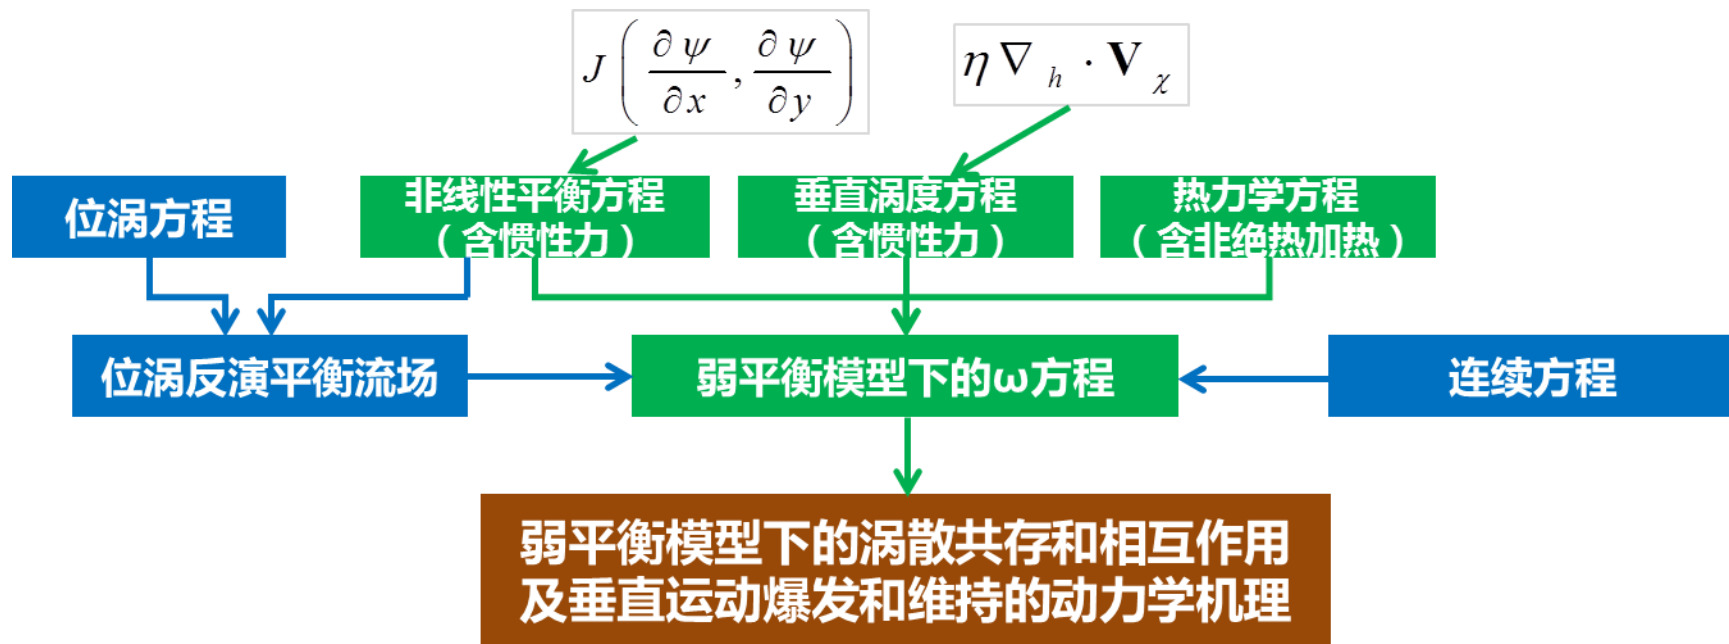 J ( ∂ψ/∂x , ∂ψ/∂y )
η ∇_h · V_χ
位涡方程
非线性平衡方程
（含惯性力）
垂直涡度方程
（含惯性力）
热力学方程
（含非绝热加热）
位涡反演平衡流场
弱平衡模型下的ω方程
连续方程
弱平衡模型下的涡散共存和相互作用
及垂直运动爆发和维持的动力学机理